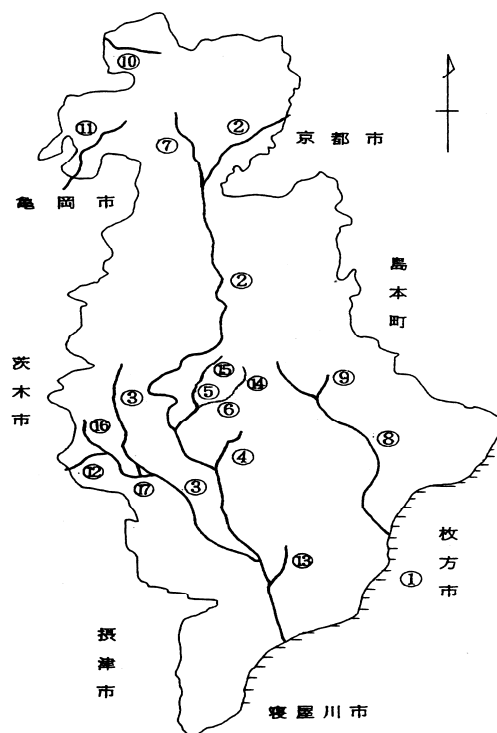 ⑩
⑪
⑦
②
京都市
亀岡市
②
島本町
茨木市
③
⑮
⑤
⑭
⑥
⑨
⑧
⑯
④
⑫
⑰
③
⑬
枚方市
①
摂津市
寝屋川市